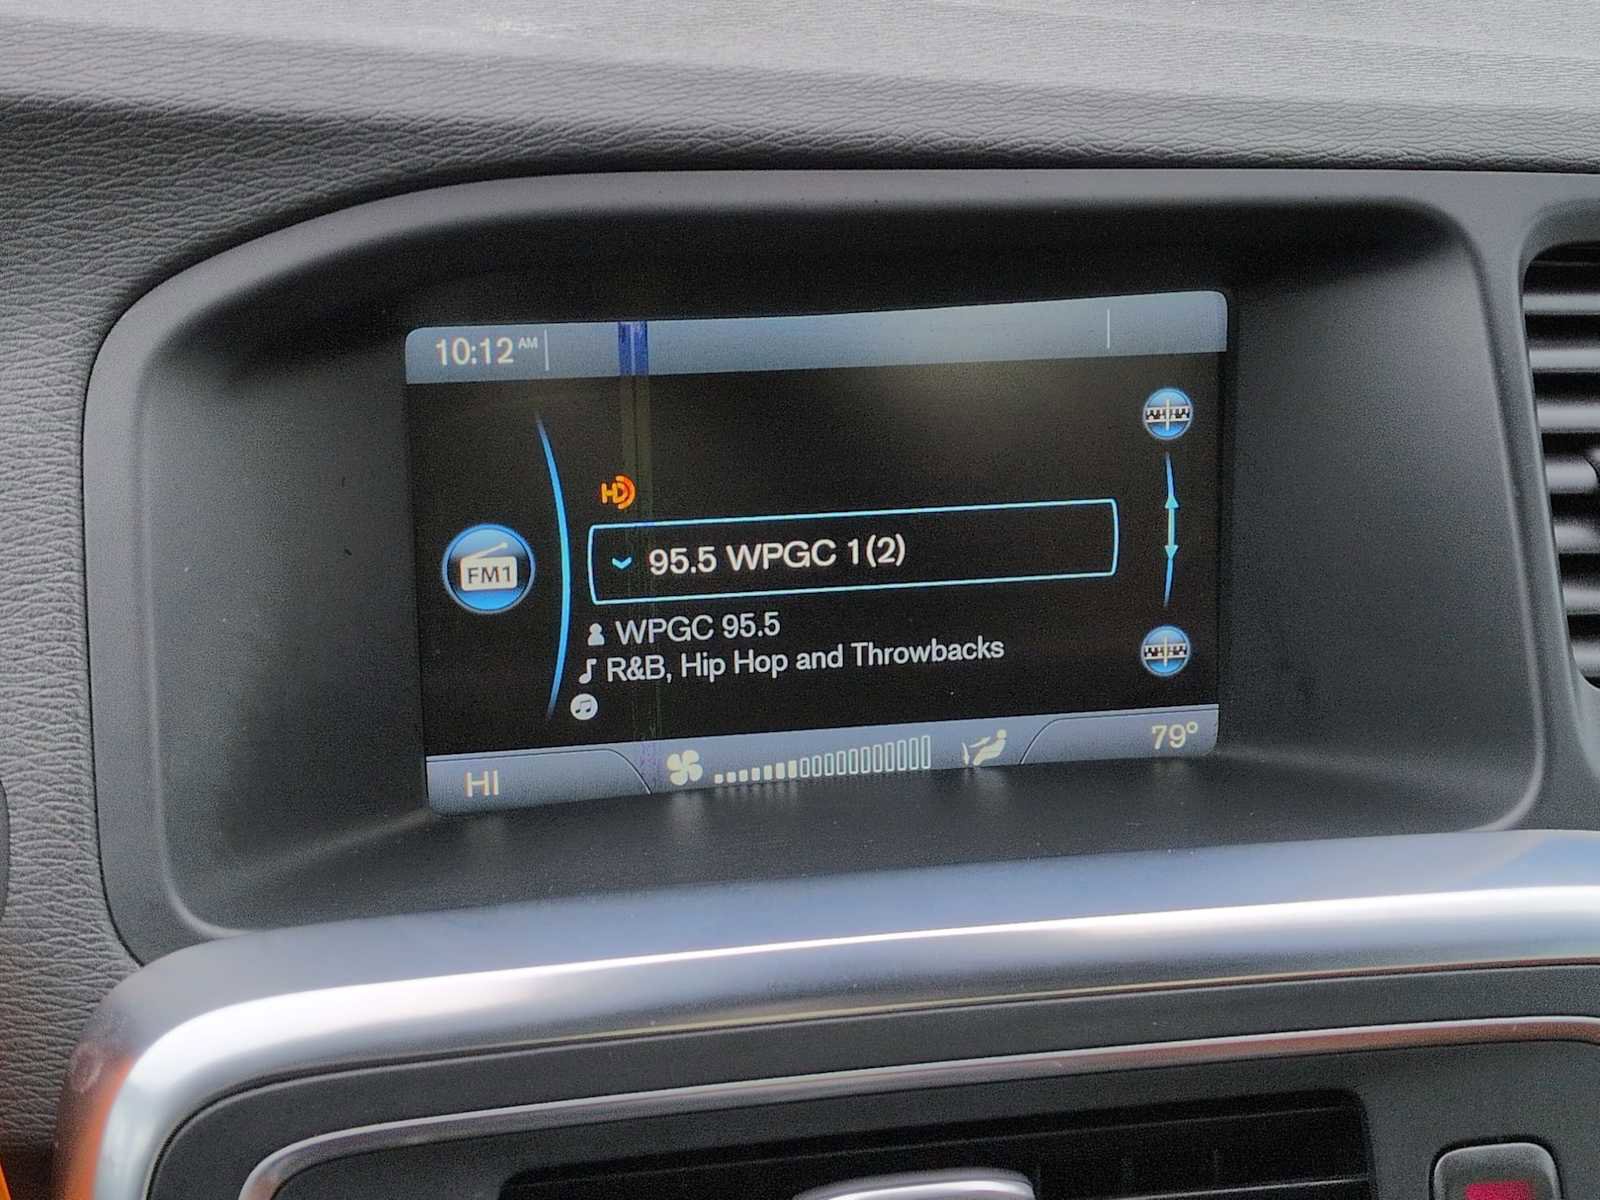 10:12 AM
HD
95.5 WPGC 1(2)
FM1
WPGC 95.5
R&B, Hip Hop and Throwbacks
HI
79°